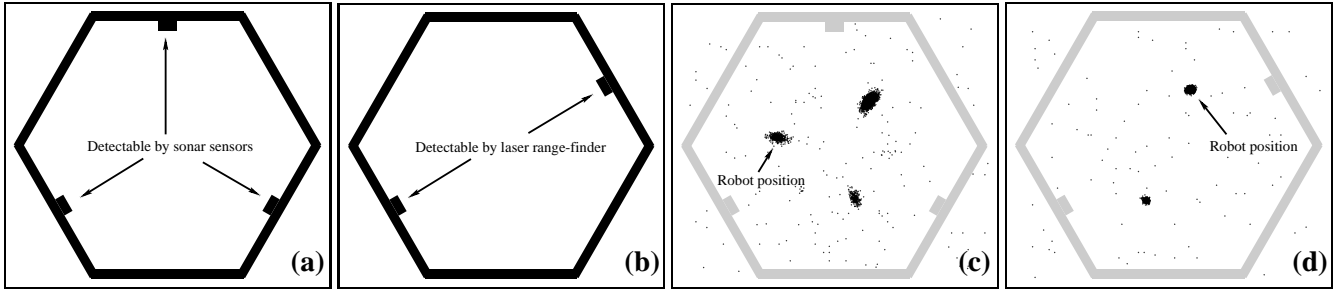 Detectable by sonar sensors
(a)
Detectable by laser range-finder
(b)
Robot position
(c)
Robot position
(d)